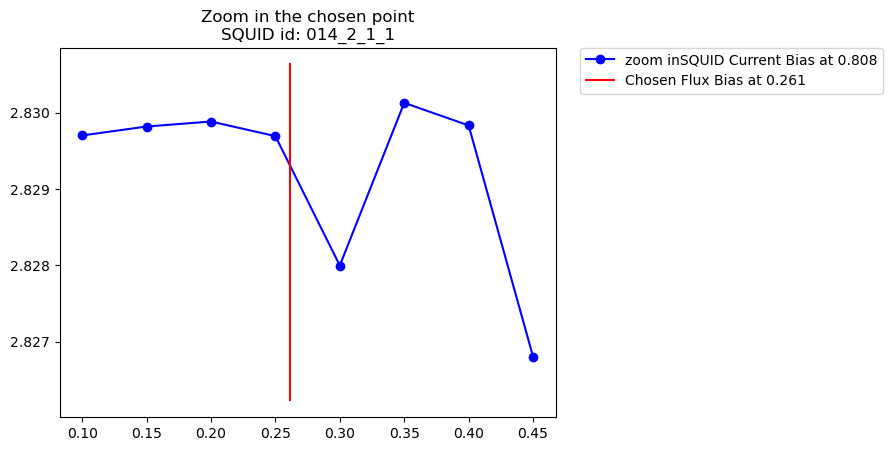 Zoom in the chosen point
SQUID id: 014_2_1_1
zoom inSQUID Current Bias at 0.808
Chosen Flux Bias at 0.261
2.830
2.829
2.828
2.827
0.10 0.15 0.20 0.25 0.30 0.35 0.40 0.45